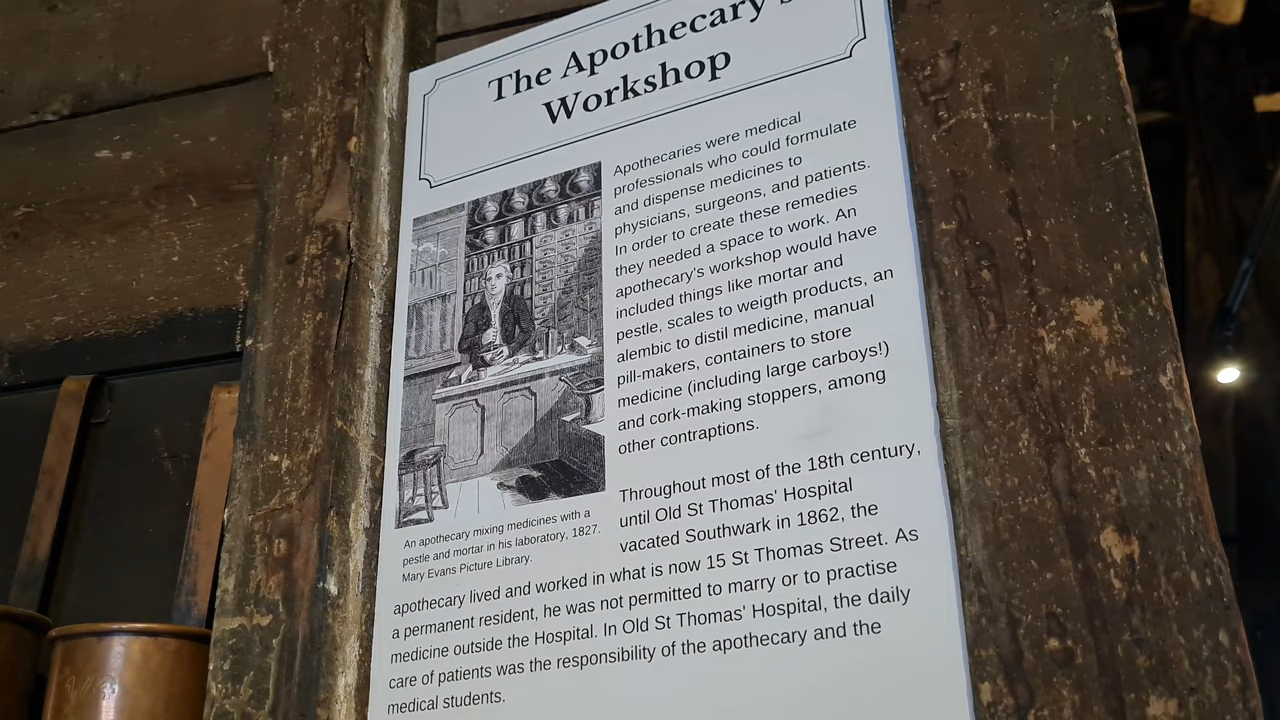 The Apothecary's
Workshop
Apothecaries were medical
professionals who could formulate
and dispense medicines to
physicians, surgeons, and patients.
In order to create these remedies
they needed a space to work. An
apothecary's workshop would have
included things like mortar and
pestle, scales to weigth products, an
alembic to distil medicine, manual
pill-makers, containers to store
medicine (including large carboys!)
and cork-making stoppers, among
other contraptions.
An apothecary mixing medicines with a
pestle and mortar in his laboratory, 1827.
Mary Evans Picture Library.
Throughout most of the 18th century,
until Old St Thomas' Hospital
vacated Southwark in 1862, the
apothecary lived and worked in what is now 15 St Thomas Street. As
a permanent resident, he was not permitted to marry or to practise
medicine outside the Hospital. In Old St Thomas' Hospital, the daily
care of patients was the responsibility of the apothecary and the
medical students.